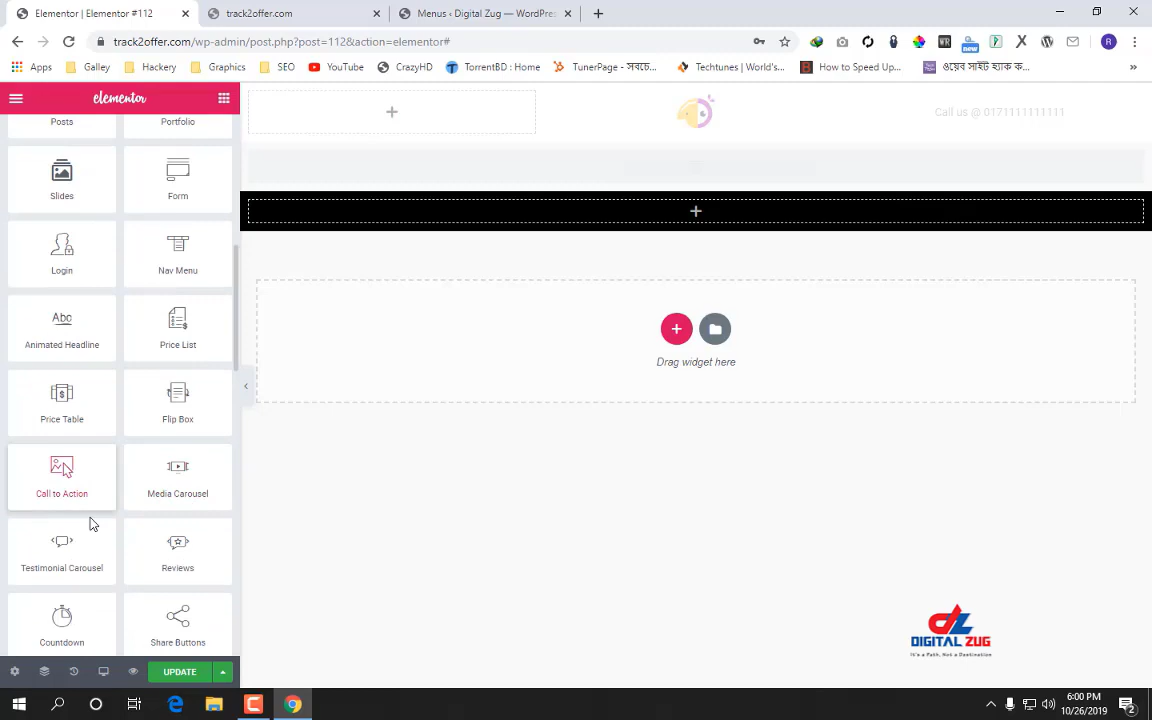 Elementor | Elementor #112
track2offer.com
Menus ‹ Digital Zug — WordPre
track2offer.com/wp-admin/post.php?post=112&action=elementor#
Apps
Galley
Hackery
Graphics
SEO
YouTube
CrazyHD
TorrentBD : Home
TunerPage - সবচেে...
Techtunes | World's...
How to Speed Up...
ওয়েব সাইট হ্যাক ক...
elementor
Call us @ 0171111111111
Posts
Portfolio
Slides
Form
Login
Nav Menu
Abc
Animated Headline
Price List
Price Table
Flip Box
Drag widget here
Call to Action
Media Carousel
Testimonial Carousel
Reviews
Countdown
Share Buttons
DIGITAL ZUG
It's a Path, Not a Destination
UPDATE
6:00 PM
10/26/2019
2